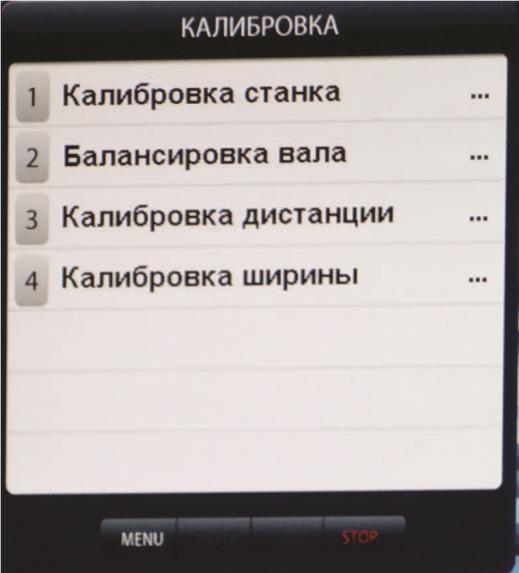 КАЛИБРОВКА
1 Калибровка станка ...
2 Балансировка вала ...
3 Калибровка дистанции ...
4 Калибровка ширины ...
MENU STOP